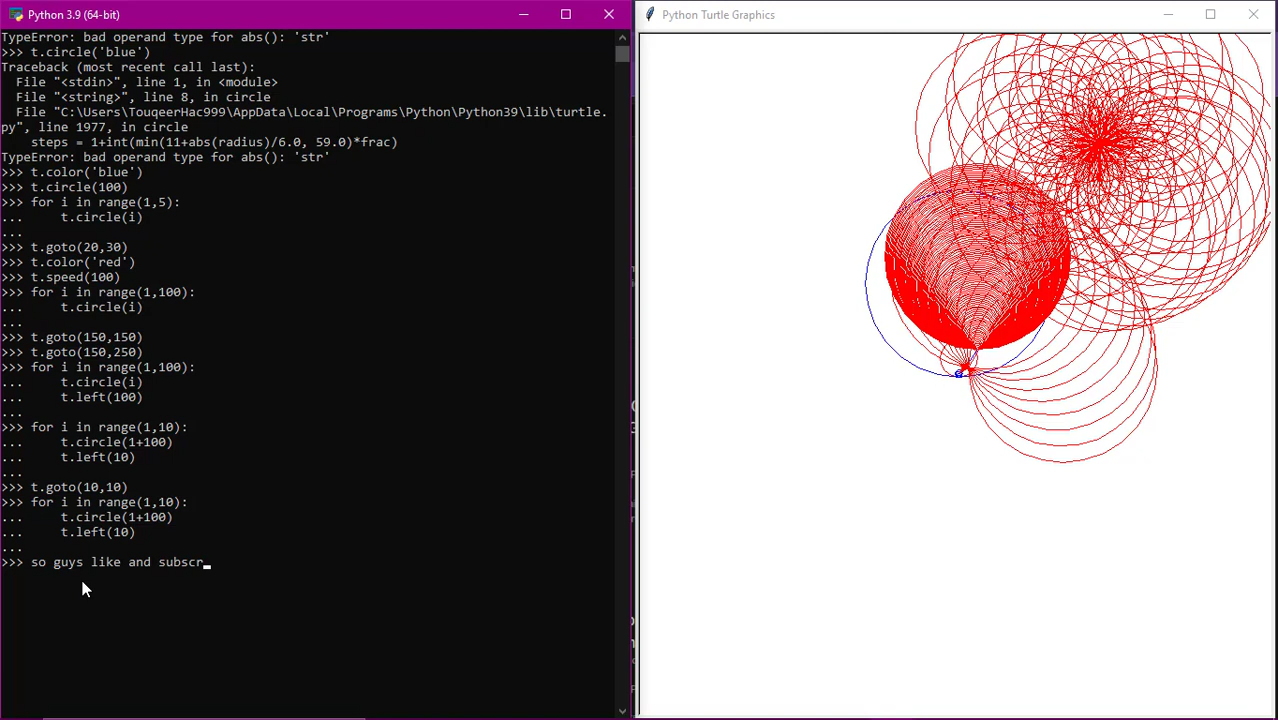 Python 3.9 (64-bit)
TypeError: bad operand type for abs(): 'str'
>>> t.circle('blue')
Traceback (most recent call last):
  File "<stdin>", line 1, in <module>
  File "<string>", line 8, in circle
  File "C:\Users\TouqeerHac999\AppData\Local\Programs\Python\Python39\lib\turtle.
py", line 1977, in circle
    steps = 1+int(min(11+abs(radius)/6.0, 59.0)*frac)
TypeError: bad operand type for abs(): 'str'
>>> t.color('blue')
>>> t.circle(100)
>>> for i in range(1,5):
...     t.circle(i)
...
>>> t.goto(20,30)
>>> t.color('red')
>>> t.speed(100)
>>> for i in range(1,100):
...     t.circle(i)
...
>>> t.goto(150,150)
>>> t.goto(150,250)
>>> for i in range(1,100):
...     t.circle(i)
...     t.left(100)
...
>>> for i in range(1,10):
...     t.circle(1+100)
...     t.left(10)
...
>>> t.goto(10,10)
>>> for i in range(1,10):
...     t.circle(1+100)
...     t.left(10)
...
>>> so guys like and subscr_
Python Turtle Graphics